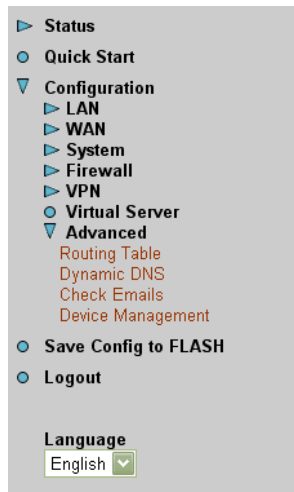 Status
Quick Start
Configuration
LAN
WAN
System
Firewall
VPN
Virtual Server
Advanced
Routing Table
Dynamic DNS
Check Emails
Device Management
Save Config to FLASH
Logout
Language
English